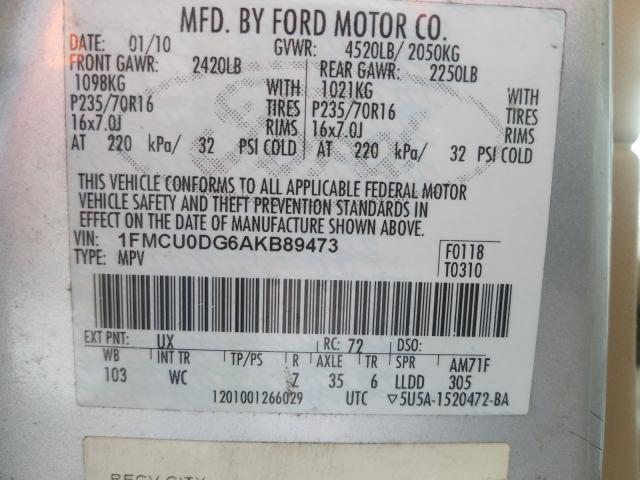 MFD. BY FORD MOTOR CO.
DATE: 01/10 GVWR: 4520LB/ 2050KG
FRONT GAWR: 2420LB REAR GAWR: 2250LB
1098KG WITH 1021KG WITH
P235/70R16 TIRES P235/70R16 TIRES
16x7.0J RIMS 16x7.0J RIMS
AT 220 kPa/ 32 PSI COLD AT 220 kPa/ 32 PSI COLD
THIS VEHICLE CONFORMS TO ALL APPLICABLE FEDERAL MOTOR
VEHICLE SAFETY AND THEFT PREVENTION STANDARDS IN
EFFECT ON THE DATE OF MANUFACTURE SHOWN ABOVE.
VIN: 1FMCU0DG6AKB89473 F0118
TYPE: MPV T0310
EXT PNT: UX RC: 72 DSO:
WB INT TR TP/PS R AXLE TR SPR AM71F
103 WC Z 35 6 LLDD 305
1201001266029 UTC ▽5U5A-1520472-BA